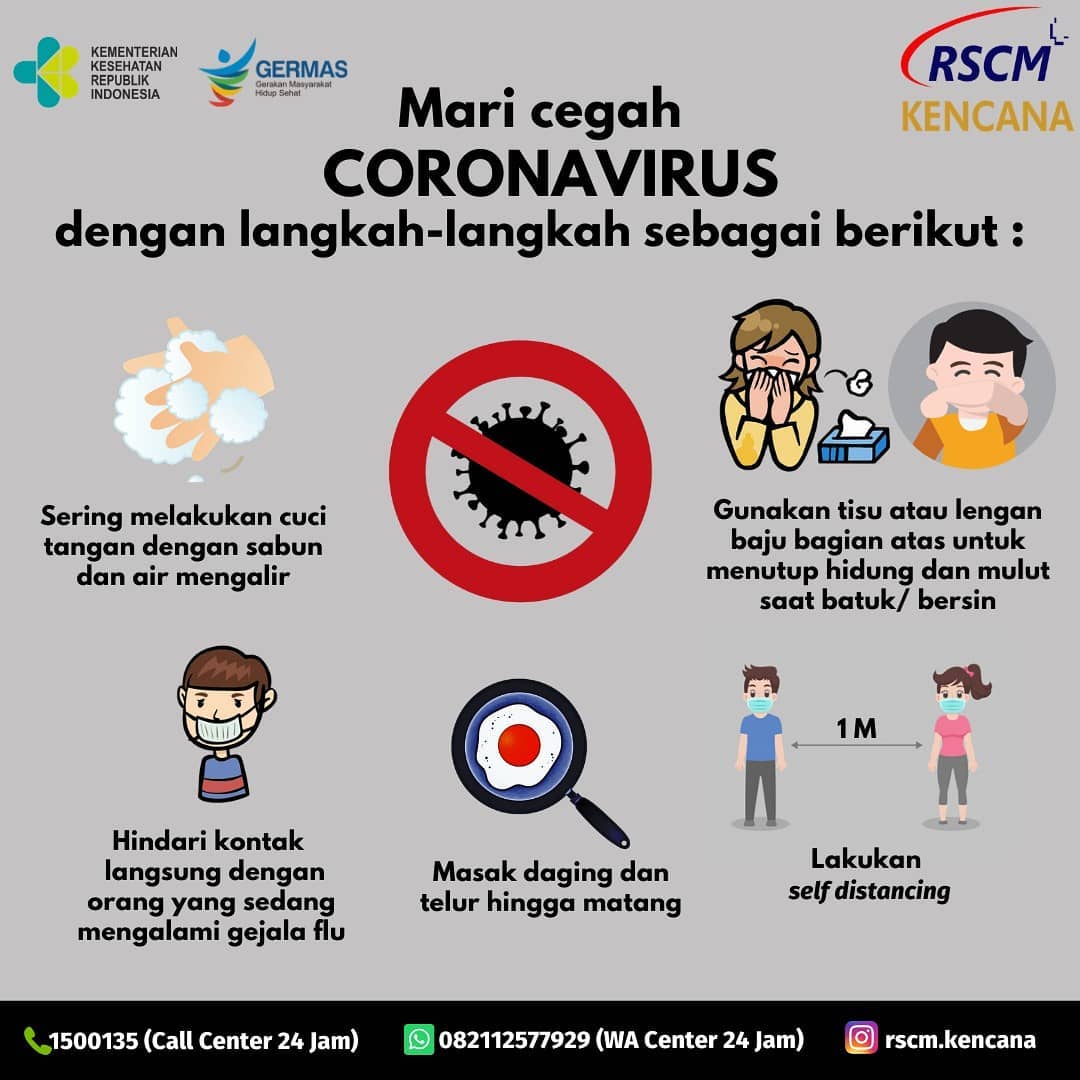 KEMENTERIAN
KESEHATAN
REPUBLIK
INDONESIA
GERMAS
Gerakan Masyarakat
Hidup Sehat
RSCM
KENCANA
Mari cegah
CORONAVIRUS
dengan langkah-langkah sebagai berikut :
Sering melakukan cuci
tangan dengan sabun
dan air mengalir
Gunakan tisu atau lengan
baju bagian atas untuk
menutup hidung dan mulut
saat batuk/ bersin
Hindari kontak
langsung dengan
orang yang sedang
mengalami gejala flu
Masak daging dan
telur hingga matang
1 M
Lakukan
self distancing
1500135 (Call Center 24 Jam)
082112577929 (WA Center 24 Jam)
rscm.kencana